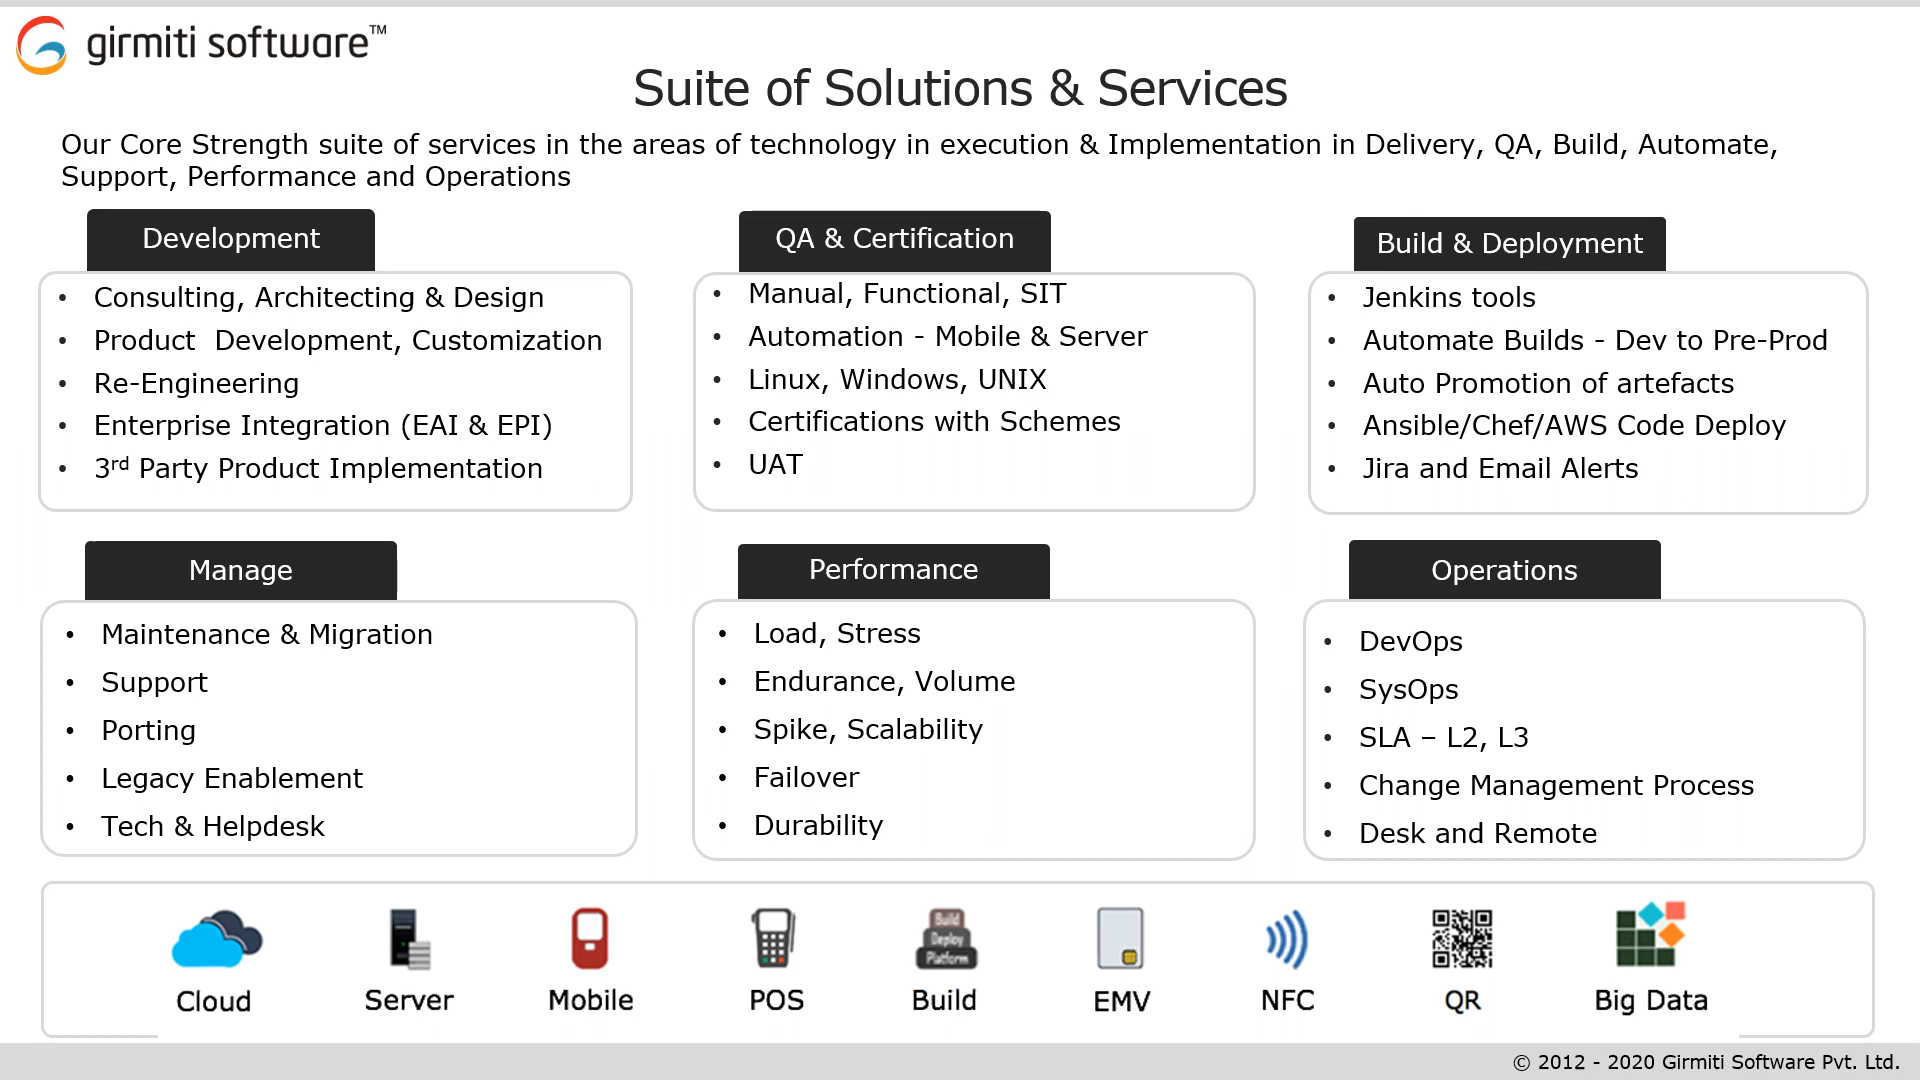 girmiti software™
Suite of Solutions & Services
Our Core Strength suite of services in the areas of technology in execution & Implementation in Delivery, QA, Build, Automate,
Support, Performance and Operations
Development
• Consulting, Architecting & Design
• Product  Development, Customization
• Re-Engineering
• Enterprise Integration (EAI & EPI)
• 3rd Party Product Implementation
QA & Certification
• Manual, Functional, SIT
• Automation - Mobile & Server
• Linux, Windows, UNIX
• Certifications with Schemes
• UAT
Build & Deployment
• Jenkins tools
• Automate Builds - Dev to Pre-Prod
• Auto Promotion of artefacts
• Ansible/Chef/AWS Code Deploy
• Jira and Email Alerts
Manage
• Maintenance & Migration
• Support
• Porting
• Legacy Enablement
• Tech & Helpdesk
Performance
• Load, Stress
• Endurance, Volume
• Spike, Scalability
• Failover
• Durability
Operations
• DevOps
• SysOps
• SLA – L2, L3
• Change Management Process
• Desk and Remote
Build
Deploy
Platform
Cloud Server Mobile POS Build EMV NFC QR Big Data
© 2012 - 2020 Girmiti Software Pvt. Ltd.